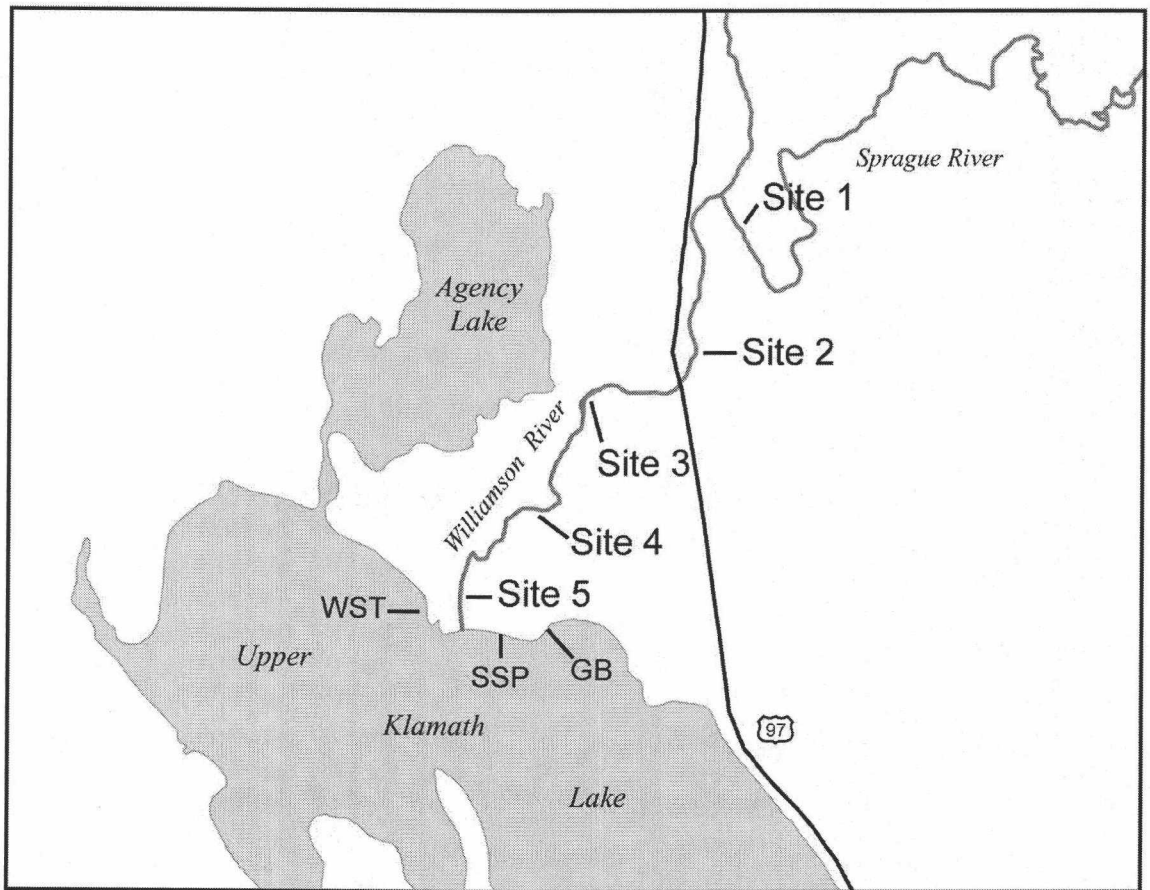 Sprague River
Site 1
Agency
Lake
Site 2
Williamson River
Site 3
Site 4
Site 5
WST
Upper
SSP
GB
Klamath
97
Lake